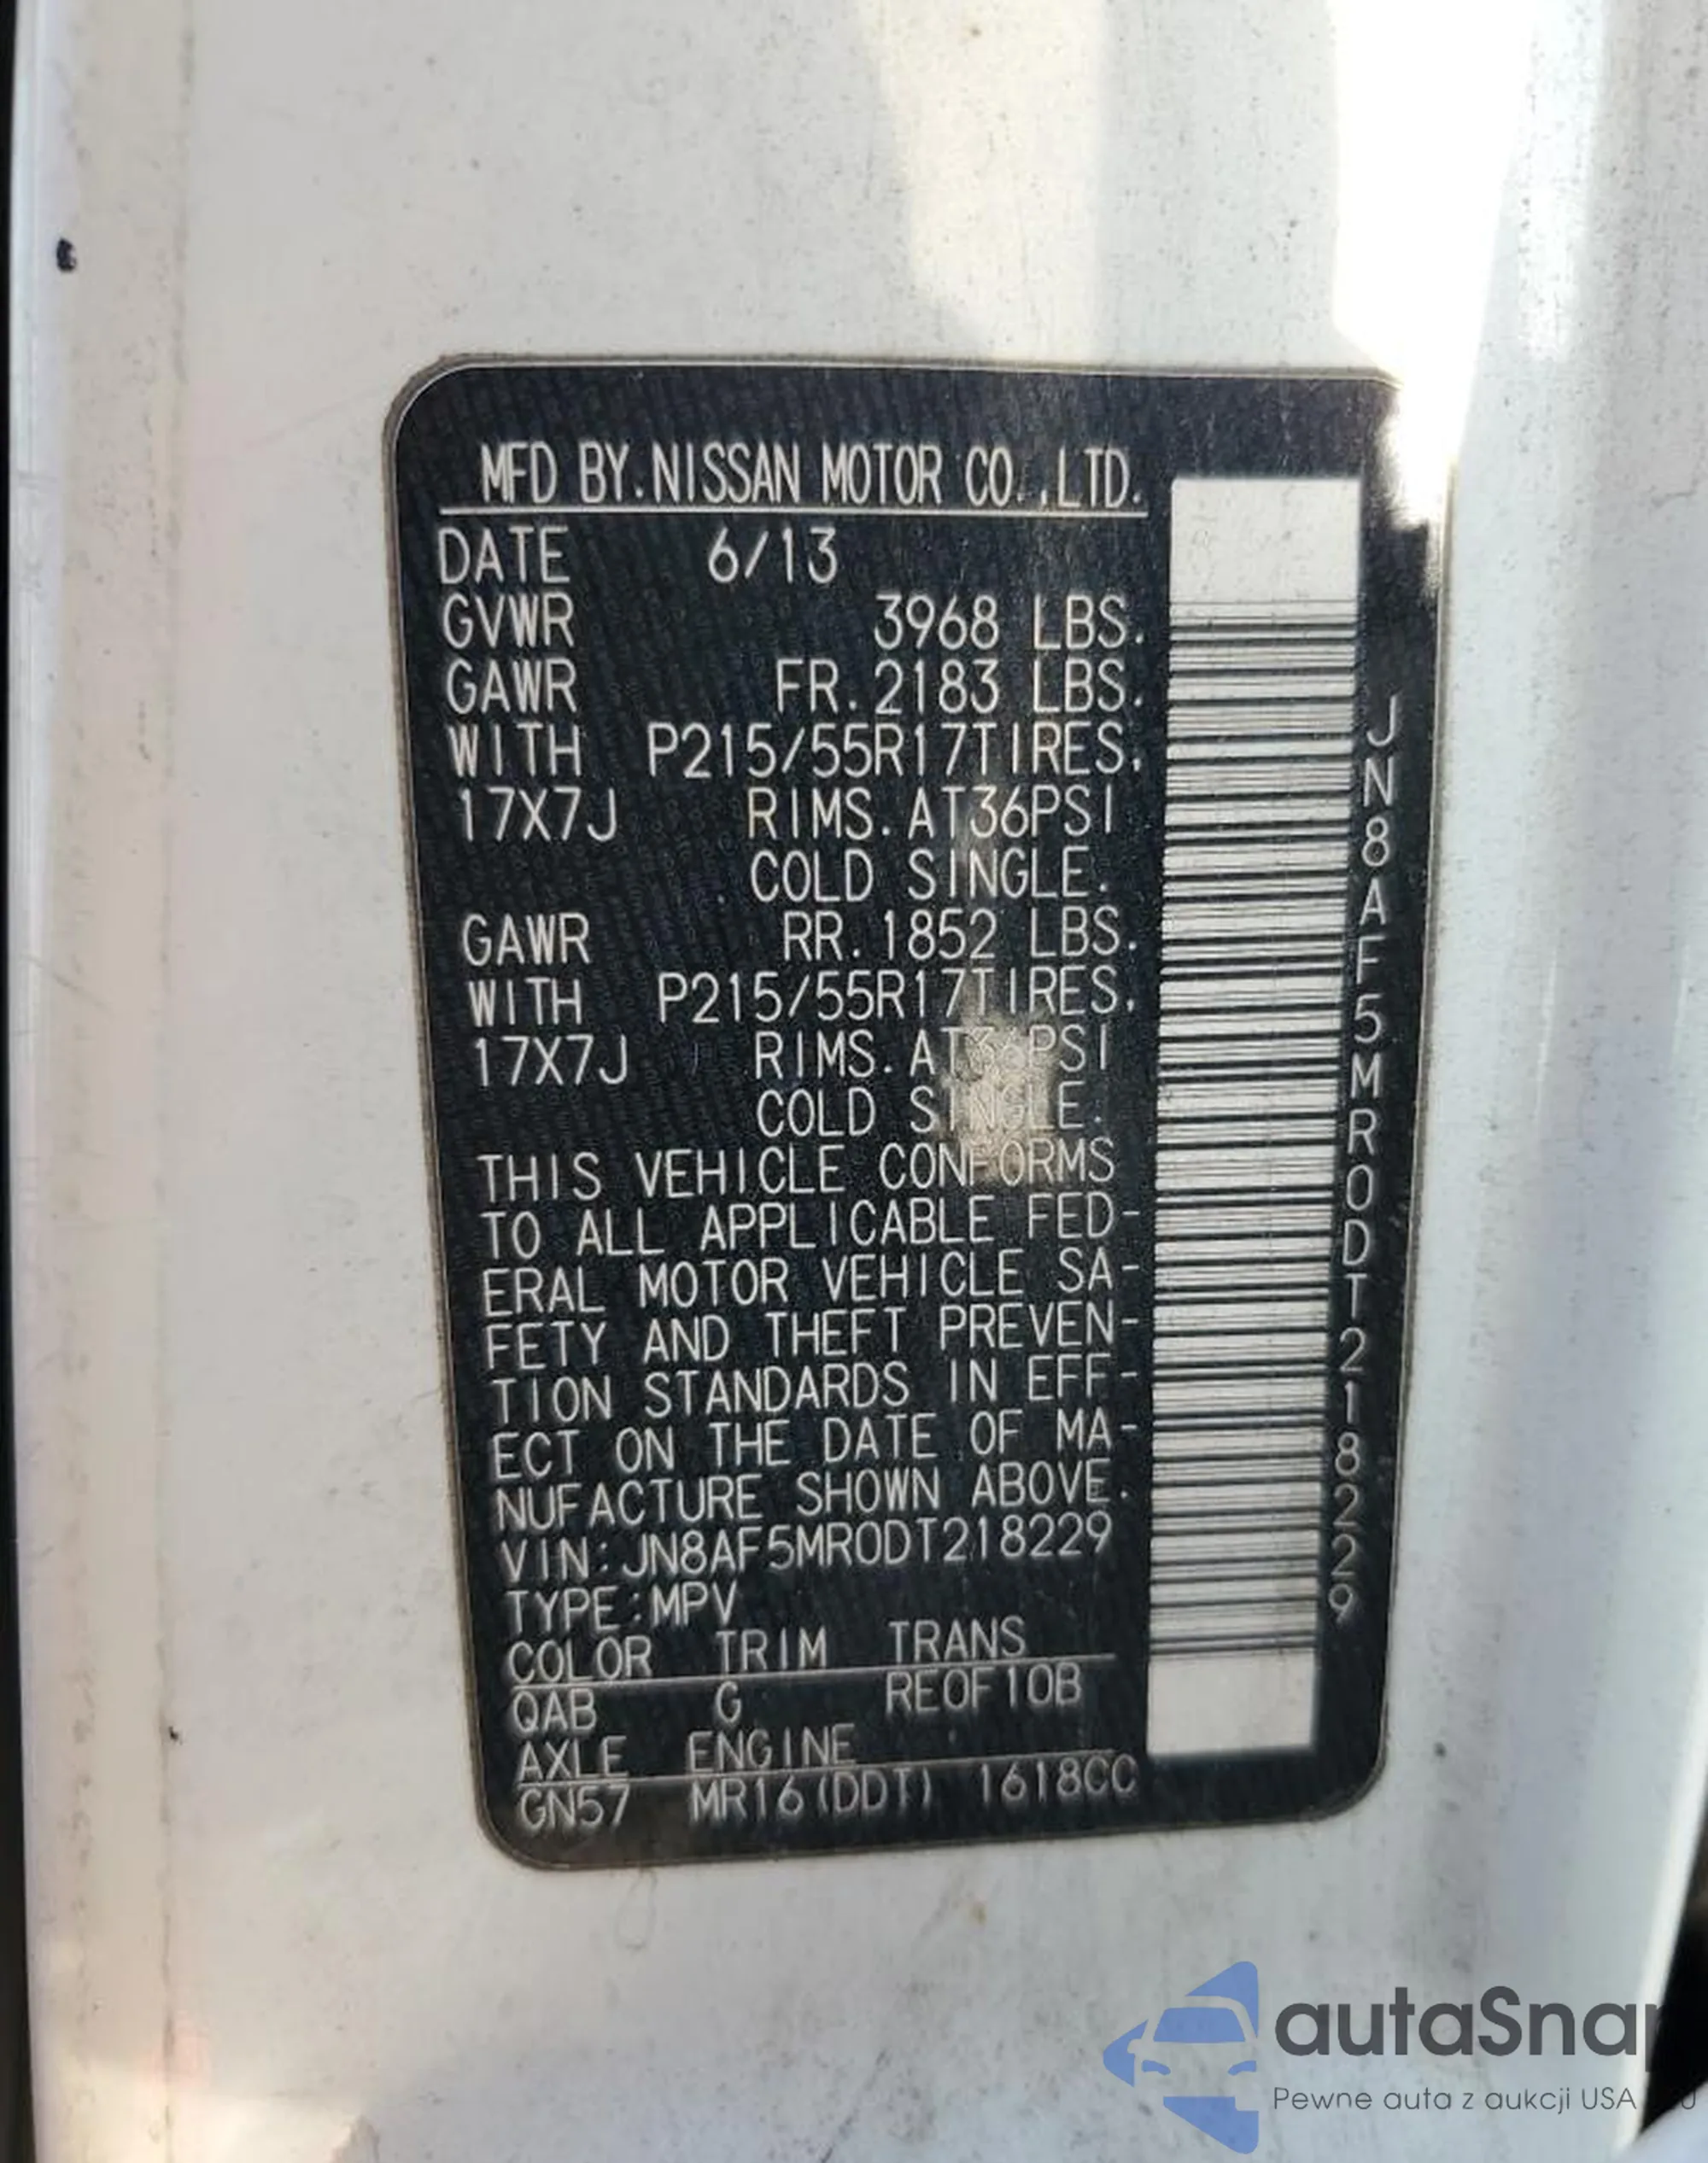 MFD BY.NISSAN MOTOR CO.,LTD.
DATE 6/13
GVWR 3968 LBS.
GAWR FR.2183 LBS.
WITH P215/55R17TIRES,
17X7J RIMS.AT36PSI
COLD SINGLE.
GAWR RR.1852 LBS.
WITH P215/55R17TIRES,
17X7J RIMS.AT36PSI
COLD SINGLE.
THIS VEHICLE CONFORMS
TO ALL APPLICABLE FED-
ERAL MOTOR VEHICLE SA-
FETY AND THEFT PREVEN-
TION STANDARDS IN EFF-
ECT ON THE DATE OF MA-
NUFACTURE SHOWN ABOVE.
VIN:JN8AF5MR0DT218229
TYPE:MPV
COLOR TRIM TRANS
QAB G RE0F10B
AXLE ENGINE
GN57 MR16(DDT) 1618CC
JN8AF5MR0DT218229
autaSna
Pewne auta z aukcji USA